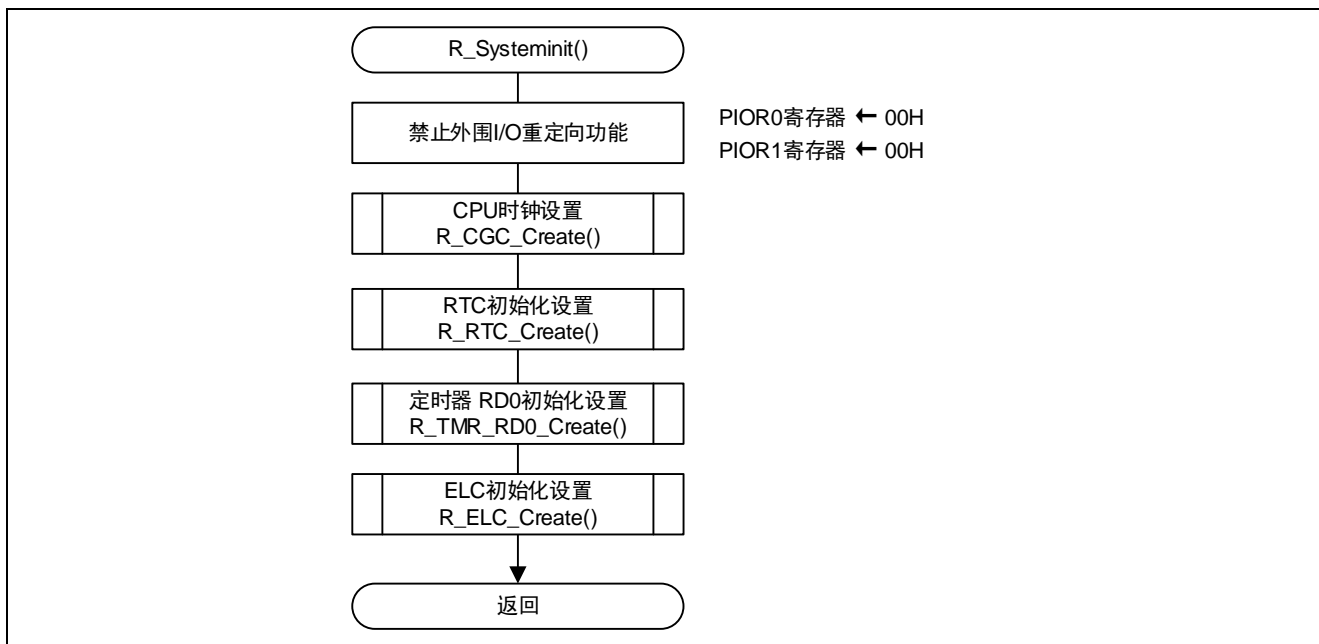 R_Systeminit()
禁止外围I/O重定向功能
PIOR0寄存器 ← 00H
PIOR1寄存器 ← 00H
CPU时钟设置
R_CGC_Create()
RTC初始化设置
R_RTC_Create()
定时器 RD0初始化设置
R_TMR_RD0_Create()
ELC初始化设置
R_ELC_Create()
返回